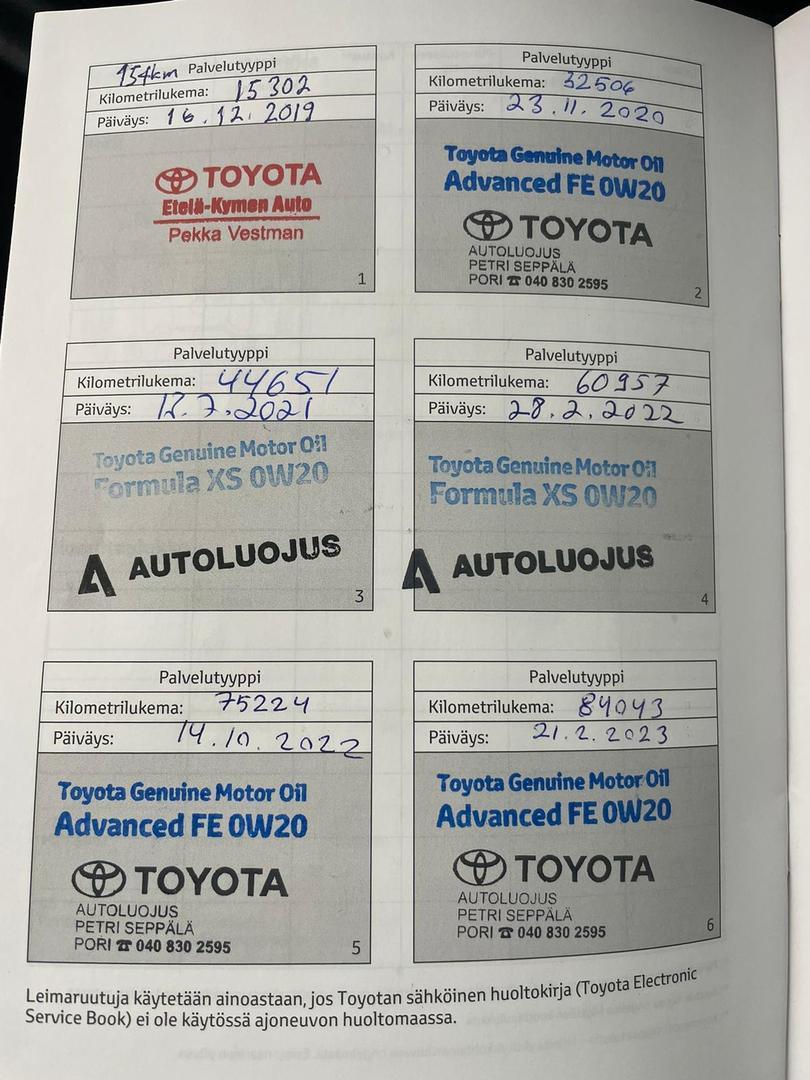 15tkm Palvelutyyppi
Kilometrilukema: 15302
Päiväys: 16.12.2019
TOYOTA
Etelä-Kymen Auto
Pekka Vestman
1
Palvelutyyppi
Kilometrilukema: 32506
Päiväys: 23.11.2020
Toyota Genuine Motor Oil
Advanced FE 0W20
TOYOTA
AUTOLUOJUS
PETRI SEPPÄLÄ
PORI ☎ 040 830 2595
2
Palvelutyyppi
Kilometrilukema: 44651
Päiväys: 12.7.2021
Toyota Genuine Motor Oil
Formula XS 0W20
AUTOLUOJUS
3
Palvelutyyppi
Kilometrilukema: 60957
Päiväys: 28.2.2022
Toyota Genuine Motor Oil
Formula XS 0W20
AUTOLUOJUS
4
Palvelutyyppi
Kilometrilukema: 75224
Päiväys: 14.10.2022
Toyota Genuine Motor Oil
Advanced FE 0W20
TOYOTA
AUTOLUOJUS
PETRI SEPPÄLÄ
PORI ☎ 040 830 2595
5
Palvelutyyppi
Kilometrilukema: 84043
Päiväys: 21.2.2023
Toyota Genuine Motor Oil
Advanced FE 0W20
TOYOTA
AUTOLUOJUS
PETRI SEPPÄLÄ
PORI ☎ 040 830 2595
6
Leimaruutuja käytetään ainoastaan, jos Toyotan sähköinen huoltokirja (Toyota Electronic
Service Book) ei ole käytössä ajoneuvon huoltomaassa.